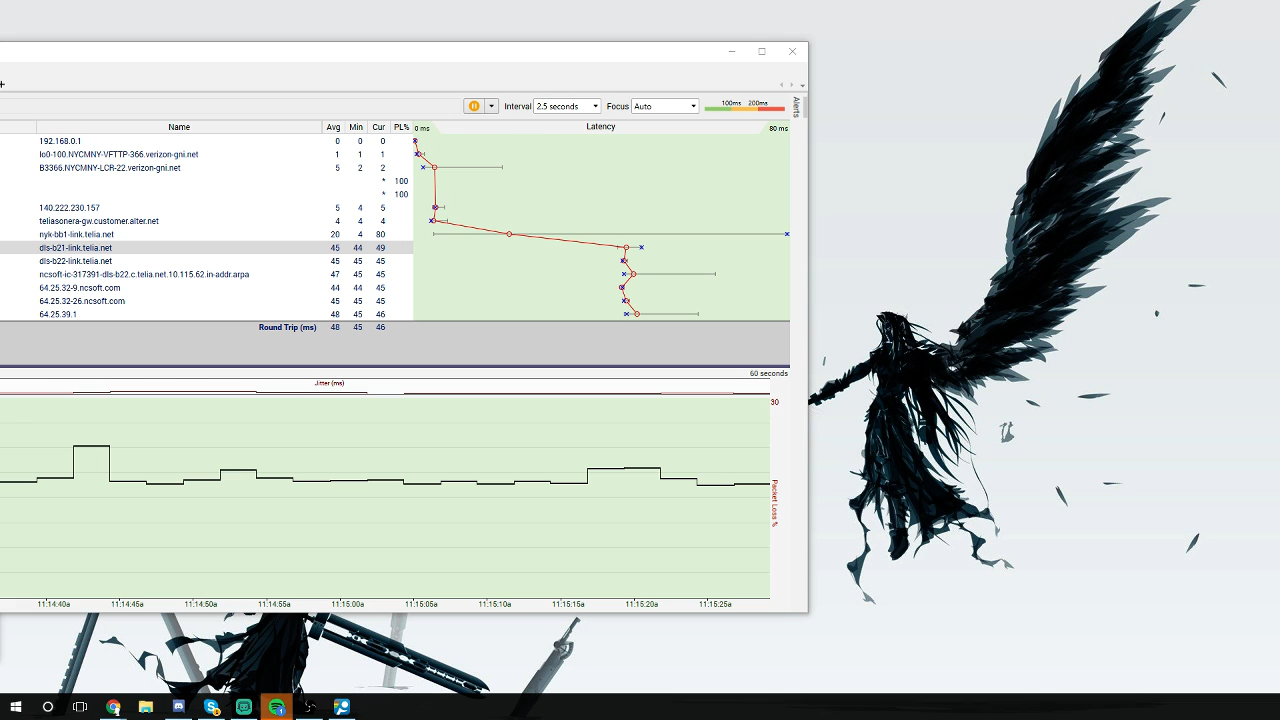 +
Interval 2.5 seconds Focus Auto 100ms 200ms
Alerts
Name Avg Min Cur PL% 0 ms Latency 80 ms
192.168.0.1 0 0 0
lo0-100.NYCMNY-VFTTP-366.verizon-gni.net 1 1 1
B3366.NYCMNY-LCR-22.verizon-gni.net 5 2 2
* 100
* 100
140.222.230.157 5 4 5
teliasonera-gw.customer.alter.net 4 4 4
nyk-bb1-link.telia.net 20 4 80
dls-b21-link.telia.net 45 44 49
dls-b22-link.telia.net 45 45 45
ncsoft-ic-317391-dls-b22.c.telia.net.10.115.62.in-addr.arpa 47 45 45
64.25.32-9.ncsoft.com 44 44 45
64.25.32-26.ncsoft.com 45 45 45
64.25.39.1 48 45 46
Round Trip (ms) 48 45 46
60 seconds
Jitter (ms)
30
Packet Loss %
11:14:40a 11:14:45a 11:14:50a 11:14:55a 11:15:00a 11:15:05a 11:15:10a 11:15:15a 11:15:20a 11:15:25a